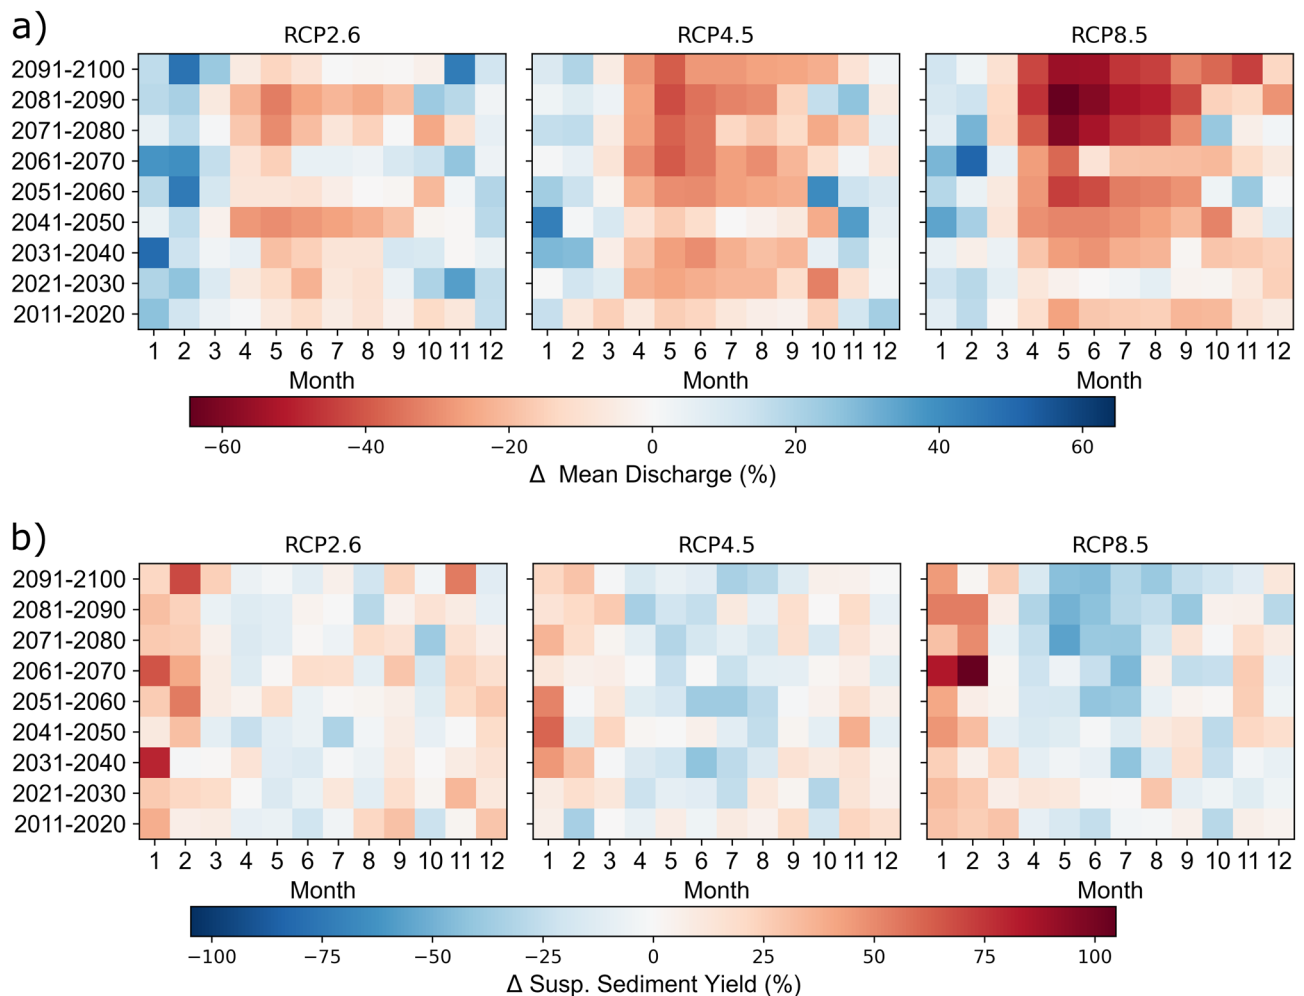 a)
RCP2.6 RCP4.5 RCP8.5
2091-2100
2081-2090
2071-2080
2061-2070
2051-2060
2041-2050
2031-2040
2021-2030
2011-2020
1 2 3 4 5 6 7 8 9 10 11 12 1 2 3 4 5 6 7 8 9 10 11 12 1 2 3 4 5 6 7 8 9 10 11 12
Month Month Month
−60 −40 −20 0 20 40 60
Δ Mean Discharge (%)
b)
RCP2.6 RCP4.5 RCP8.5
2091-2100
2081-2090
2071-2080
2061-2070
2051-2060
2041-2050
2031-2040
2021-2030
2011-2020
1 2 3 4 5 6 7 8 9 10 11 12 1 2 3 4 5 6 7 8 9 10 11 12 1 2 3 4 5 6 7 8 9 10 11 12
Month Month Month
−100 −75 −50 −25 0 25 50 75 100
Δ Susp. Sediment Yield (%)